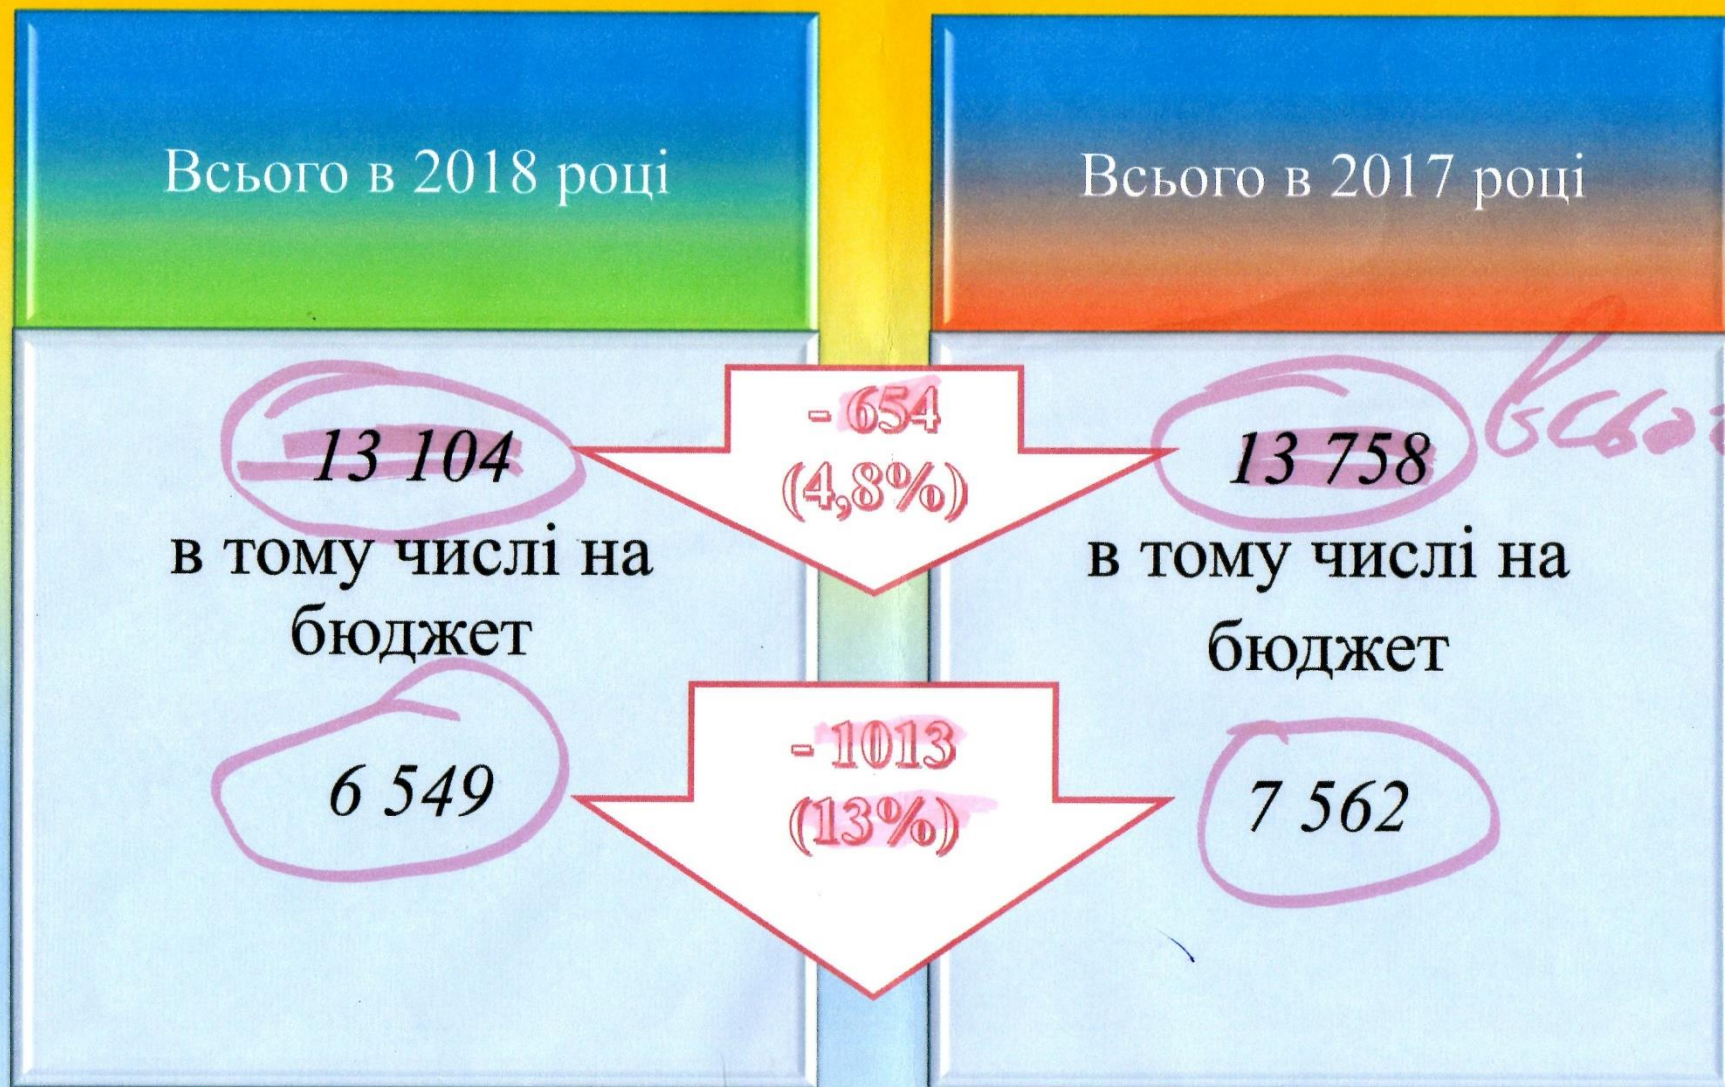 Всього в 2018 році
13 104
в тому числі на
бюджет
6 549
- 654
(4,8%)
- 1013
(13%)
Всього в 2017 році
13 758
в тому числі на
бюджет
7 562